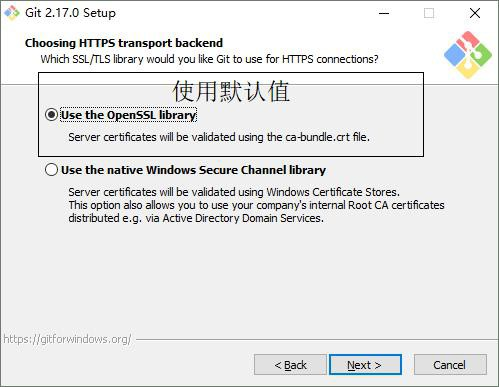 Git 2.17.0 Setup
Choosing HTTPS transport backend
Which SSL/TLS library would you like Git to use for HTTPS connections?
使用默认值
Use the OpenSSL library
Server certificates will be validated using the ca-bundle.crt file.
Use the native Windows Secure Channel library
Server certificates will be validated using Windows Certificate Stores.
This option also allows you to use your company's internal Root CA certificates
distributed e.g. via Active Directory Domain Services.
https://gitforwindows.org/
< Back
Next >
Cancel